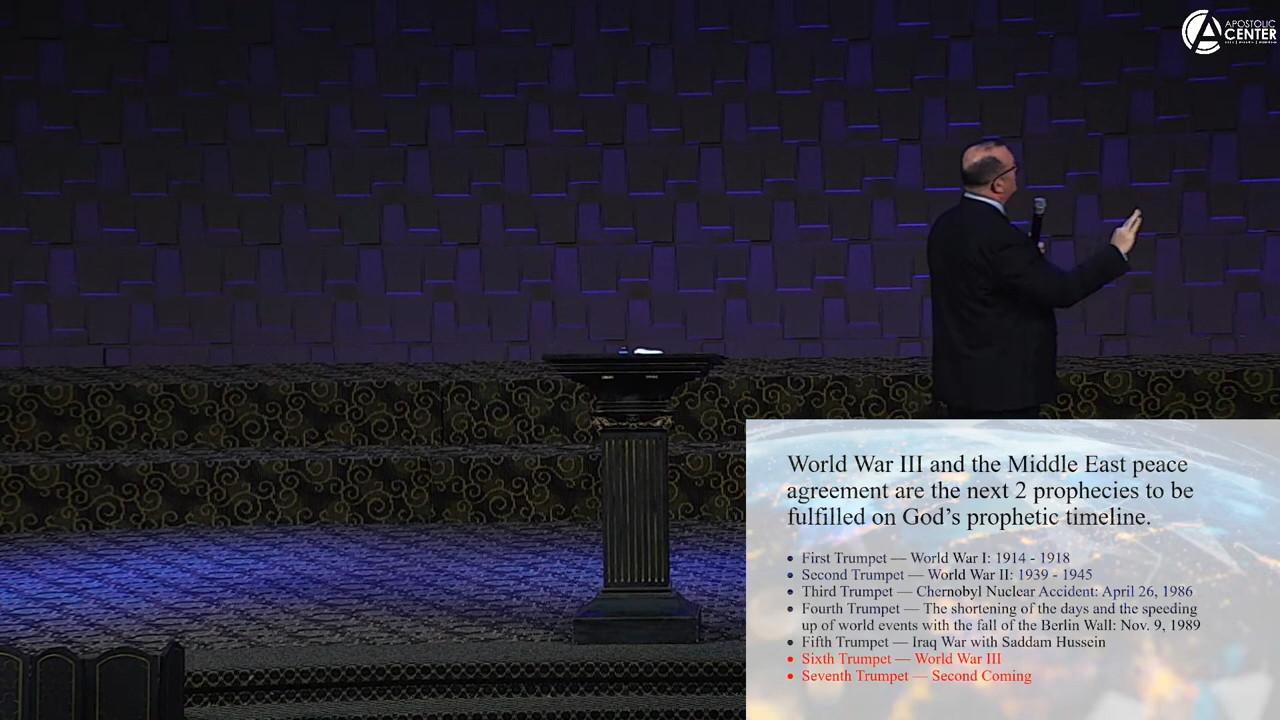 APOSTOLIC
CENTER
World War III and the Middle East peace
agreement are the next 2 prophecies to be
fulfilled on God’s prophetic timeline.
• First Trumpet — World War I: 1914 - 1918
• Second Trumpet — World War II: 1939 - 1945
• Third Trumpet — Chernobyl Nuclear Accident: April 26, 1986
• Fourth Trumpet — The shortening of the days and the speeding
up of world events with the fall of the Berlin Wall: Nov. 9, 1989
• Fifth Trumpet — Iraq War with Saddam Hussein
• Sixth Trumpet — World War III
• Seventh Trumpet — Second Coming